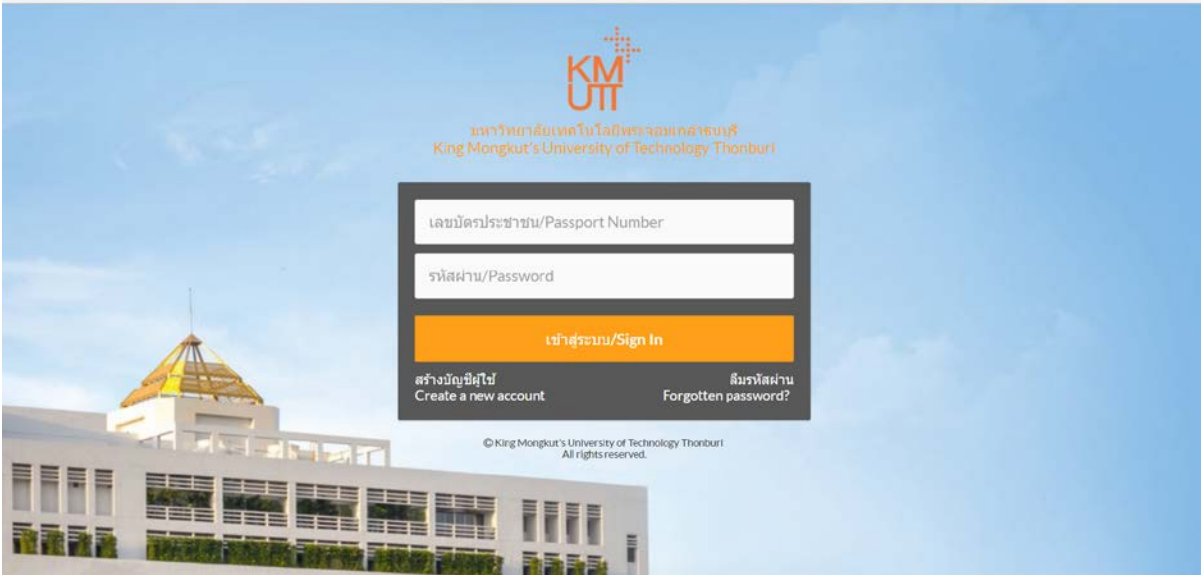 KM
UTT
มหาวิทยาลัยเทคโนโลยีพระจอมเกล้าธนบุรี
King Mongkut's University of Technology Thonburi
เลขบัตรประชาชน/Passport Number
รหัสผ่าน/Password
เข้าสู่ระบบ/Sign In
สร้างบัญชีผู้ใช้
Create a new account
ลืมรหัสผ่าน
Forgotten password?
© King Mongkut's University of Technology Thonburi
All rights reserved.